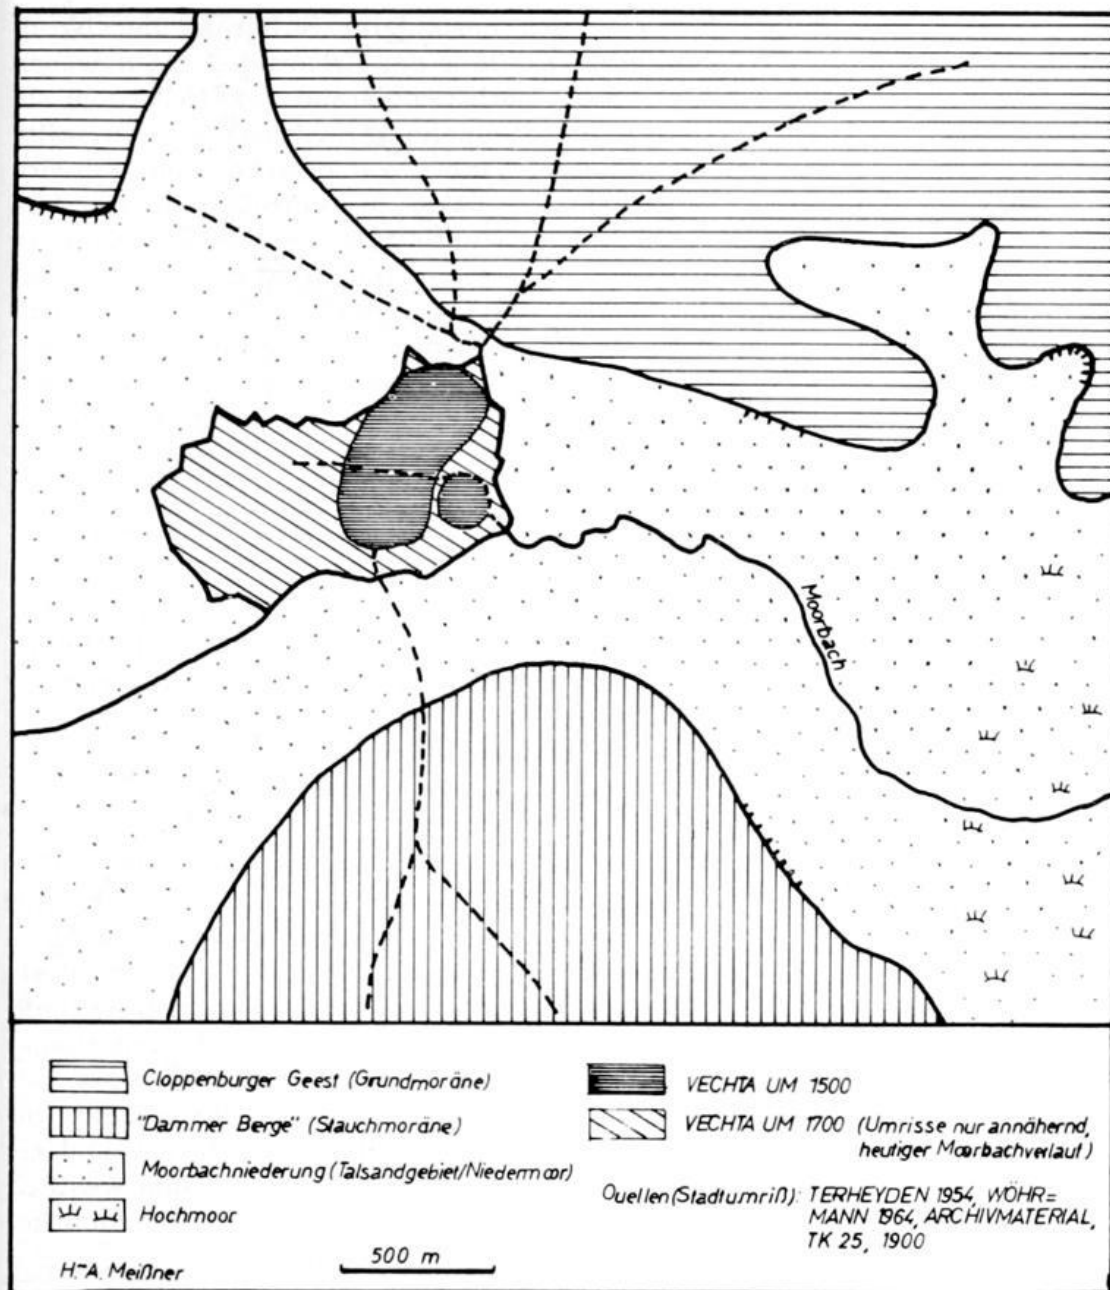 Moorbach
Cloppenburger Geest (Grundmoräne)
"Dammer Berge" (Stauchmoräne)
Moorbachniederung (Talsandgebiet/Niedermoor)
Hochmoor
H.-A. Meißner
500 m
VECHTA UM 1500
VECHTA UM 1700 (Umrisse nur annähernd,
heutiger Moorbachverlauf)
Quellen (Stadtumriß): TERHEYDEN 1954, WÖHR=
MANN 1964, ARCHIVMATERIAL,
TK 25, 1900